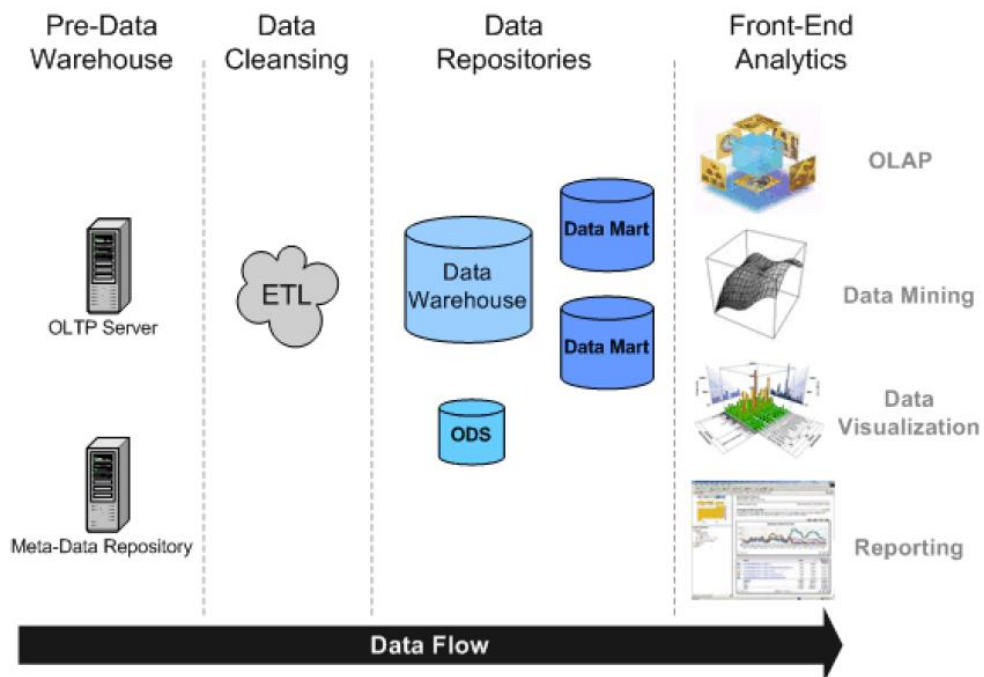 Pre-Data
Warehouse
Data
Cleansing
Data
Repositories
Front-End
Analytics
OLAP
Data Mart
Data
Warehouse
Data Mining
ETL
OLTP Server
Data Mart
Data
Visualization
ODS
Meta-Data Repository
Reporting
Data Flow